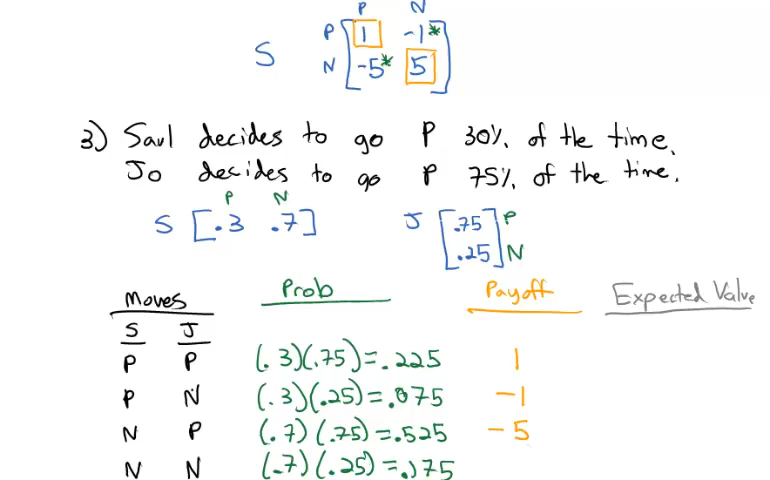 P N
S P [ 1 -1*
N -5* 5 ]
3) Saul decides to go P 30% of the time.
Jo decides to go P 75% of the time.
P N
S [.3 .7] J [.75 P
.25] N
Moves Prob Payoff Expected Value
S J
P P (.3)(.75)=.225 1
P N (.3)(.25)=.075 -1
N P (.7)(.75)=.525 -5
N N (.7)(.25)=.175